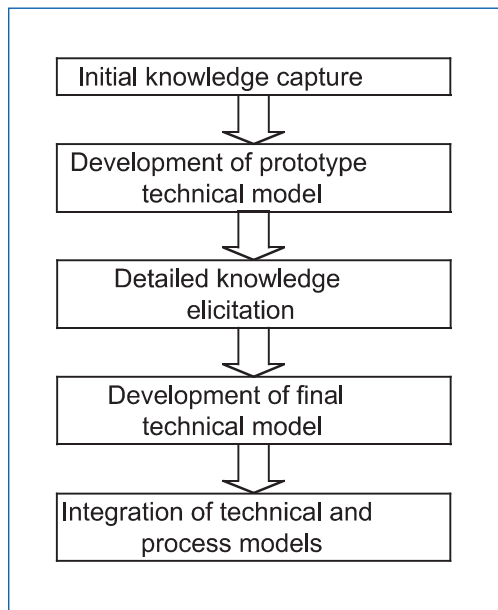 Initial knowledge capture
Development of prototype
technical model
Detailed knowledge
elicitation
Development of final
technical model
Integration of technical and
process models